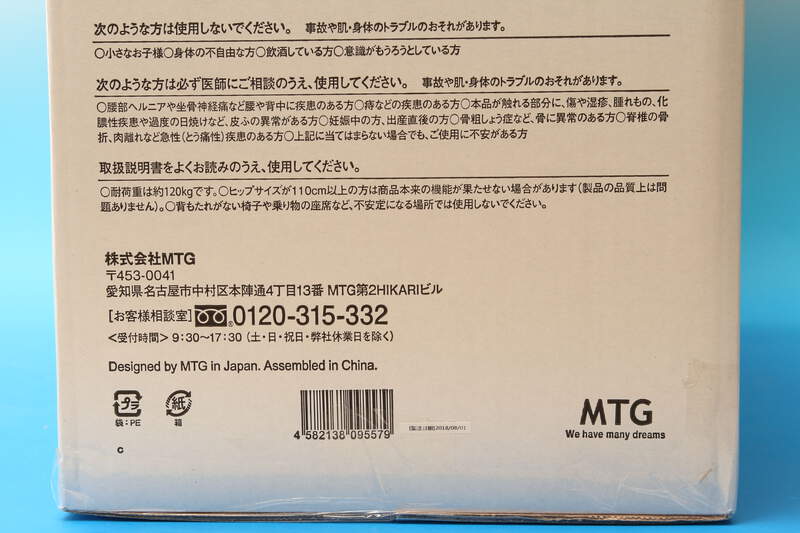 次のような方は使用しないでください。 事故や肌・身体のトラブルのおそれがあります。
○小さなお子様○身体の不自由な方○飲酒している方○意識がもうろうとしている方
次のような方は必ず医師にご相談のうえ、使用してください。 事故や肌・身体のトラブルのおそれがあります。
○腰部ヘルニアや坐骨神経痛など腰や背中に疾患のある方○痔などの疾患のある方○本品が触れる部分に、傷や湿疹、腫れもの、化
膿性疾患や過度の日焼けなど、皮ふの異常がある方○妊娠中の方、出産直後の方○骨粗しょう症など、骨に異常のある方○脊椎の骨
折、肉離れなど急性(とう痛性)疾患のある方○上記に当てはまらない場合でも、ご使用に不安がある方
取扱説明書をよくお読みのうえ、使用してください。
○耐荷重は約120kgです。○ヒップサイズが110cm以上の方は商品本来の機能が果たせない場合があります(製品の品質上は問
題ありません)。○背もたれがない椅子や乗り物の座席など、不安定になる場所では使用しないでください。
株式会社MTG
〒453-0041
愛知県名古屋市中村区本陣通4丁目13番 MTG第2HIKARIビル
[お客様相談室] 0120-315-332
<受付時間> 9:30~17:30 (土・日・祝日・弊社休業日を除く)
Designed by MTG in Japan. Assembled in China.
プラ
袋:PE
紙
箱
4 582138 095579
[製造日期]2018/08/01
MTG
We have many dreams
c